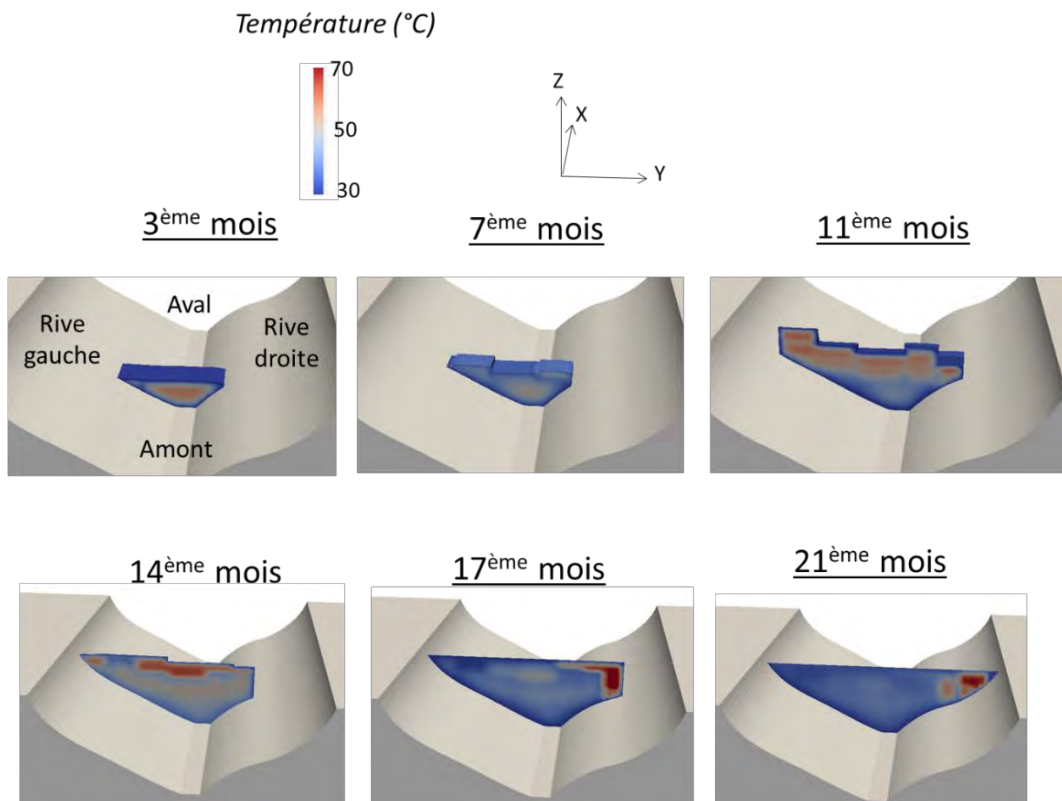 Température (°C)
70
50
30
Z
X
Y
3ème mois
7ème mois
11ème mois
Aval
Rive
gauche
Rive
droite
Amont
14ème mois
17ème mois
21ème mois